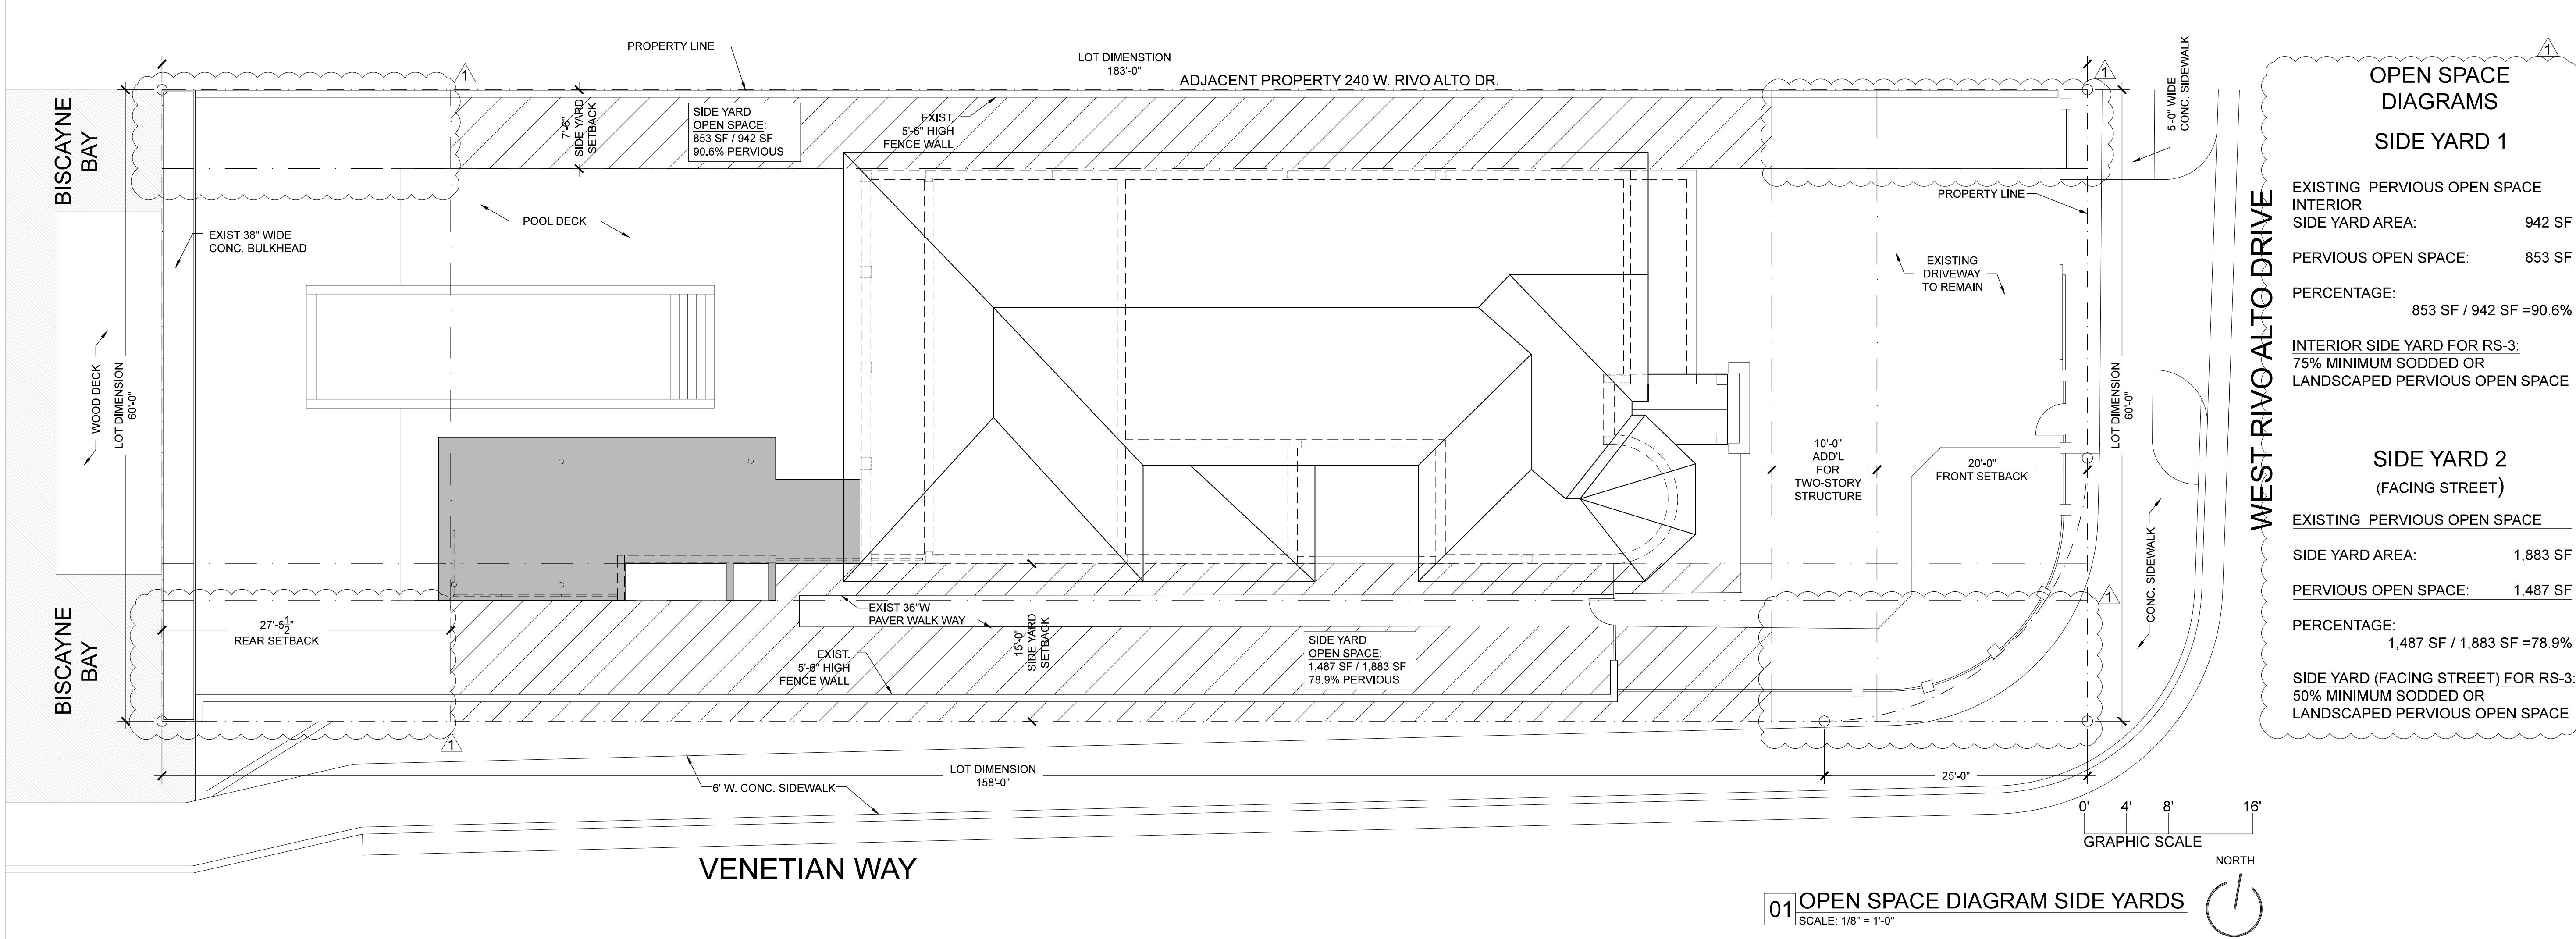 PROPERTY LINE
LOT DIMENSTION
183'-0"
ADJACENT PROPERTY 240 W. RIVO ALTO DR.
1
1
1
BISCAYNE
BAY
7'-6"
SIDE YARD
SETBACK
SIDE YARD
OPEN SPACE:
853 SF / 942 SF
90.6% PERVIOUS
EXIST.
5'-6" HIGH
FENCE WALL
5'-0" WIDE
CONC. SIDEWALK
PROPERTY LINE
POOL DECK
EXIST 38" WIDE
CONC. BULKHEAD
EXISTING
DRIVEWAY
TO REMAIN
WOOD DECK
LOT DIMENSION
60'-0"
LOT DIMENSION
60'-0"
WEST RIVO ALTO DRIVE
10'-0"
ADD'L
FOR
TWO-STORY
STRUCTURE
20'-0"
FRONT SETBACK
CONC. SIDEWALK
BISCAYNE
BAY
27'-5 1/2"
REAR SETBACK
EXIST 36"W
PAVER WALK WAY
15'-0"
SIDE YARD
SETBACK
EXIST.
5'-6" HIGH
FENCE WALL
SIDE YARD
OPEN SPACE:
1,487 SF / 1,883 SF
78.9% PERVIOUS
1
1
LOT DIMENSION
158'-0"
25'-0"
6' W. CONC. SIDEWALK
VENETIAN WAY
0' 4' 8' 16'
GRAPHIC SCALE
NORTH
01 OPEN SPACE DIAGRAM SIDE YARDS
SCALE: 1/8" = 1'-0"
OPEN SPACE
DIAGRAMS
SIDE YARD 1
EXISTING PERVIOUS OPEN SPACE
INTERIOR
SIDE YARD AREA: 942 SF
PERVIOUS OPEN SPACE: 853 SF
PERCENTAGE:
853 SF / 942 SF =90.6%
INTERIOR SIDE YARD FOR RS-3:
75% MINIMUM SODDED OR
LANDSCAPED PERVIOUS OPEN SPACE
SIDE YARD 2
(FACING STREET)
EXISTING PERVIOUS OPEN SPACE
SIDE YARD AREA: 1,883 SF
PERVIOUS OPEN SPACE: 1,487 SF
PERCENTAGE:
1,487 SF / 1,883 SF =78.9%
SIDE YARD (FACING STREET) FOR RS-3:
50% MINIMUM SODDED OR
LANDSCAPED PERVIOUS OPEN SPACE